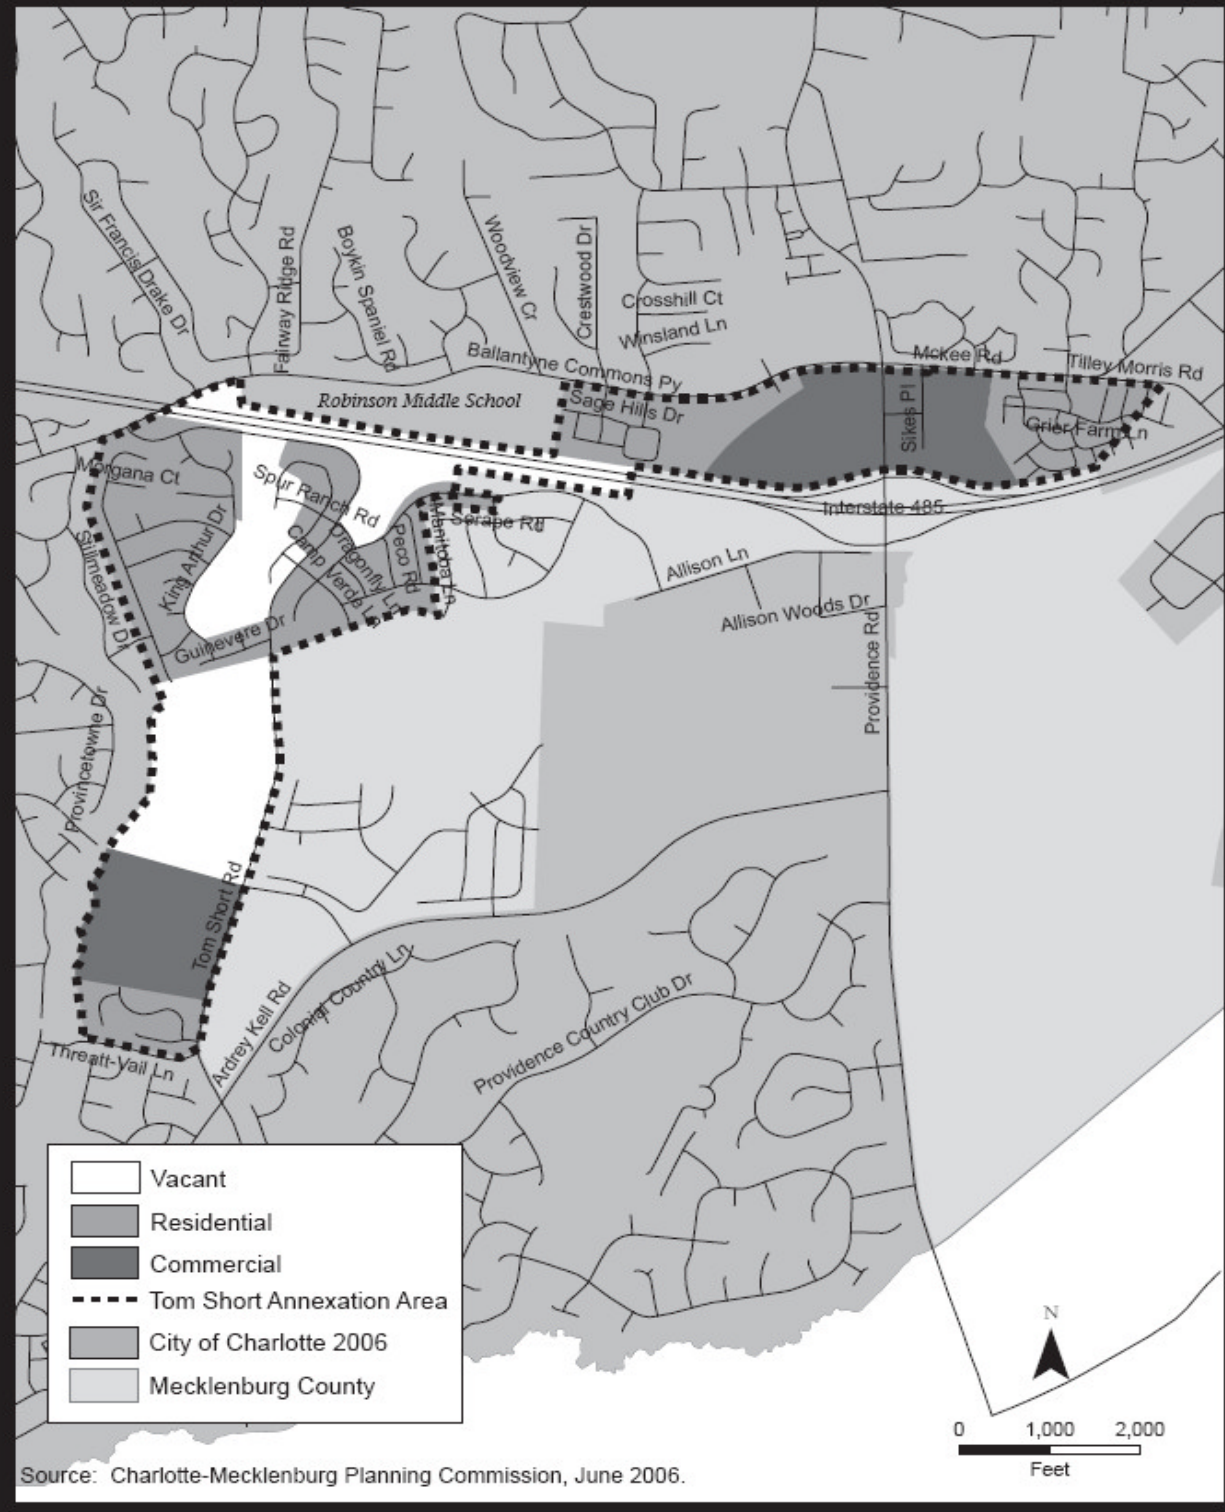 Sir Francis Drake Dr
Fairway Ridge Rd
Boykin Spaniel Rd
Woodview Cr
Crestwood Dr
Crosshill Ct
Winsland Ln
Ballantyne Commons Py
Mckee Rd
Tilley Morris Rd
Robinson Middle School
Sage Hills Dr
Sikes Pl
Grier Farm Ln
Morgana Ct
Spur Ranch Rd
Serape Rd
Interstate 485
Stillmeadow Dr
King Arthur Dr
Camp Verde Ln
Dragonfly Ln
Peco Rd
Manitoba Ln
Allison Ln
Allison Woods Dr
Guinevere Dr
Providence Rd
Provincetowne Dr
Tom Short Rd
Ardrey Kell Rd
Colonial Country Ln
Providence Country Club Dr
Threatt-Vail Ln
Vacant
Residential
Commercial
Tom Short Annexation Area
City of Charlotte 2006
Mecklenburg County
N
0 1,000 2,000
Feet
Source: Charlotte-Mecklenburg Planning Commission, June 2006.